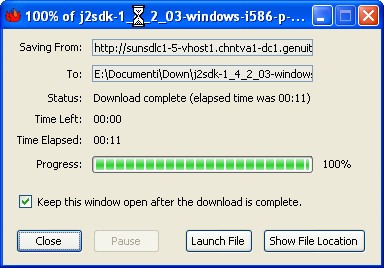 100% of j2sdk-1_ _2_03-windows-i586-p-...
Saving From: http://sunsdlc1-5-vhost1.chntva1-dc1.genuit
To: E:\Documenti\Down\j2sdk-1_4_2_03-windows
Status: Download complete (elapsed time was 00:11)
Time Left: 00:00
Time Elapsed: 00:11
Progress: 100%
Keep this window open after the download is complete.
Close Pause Launch File Show File Location